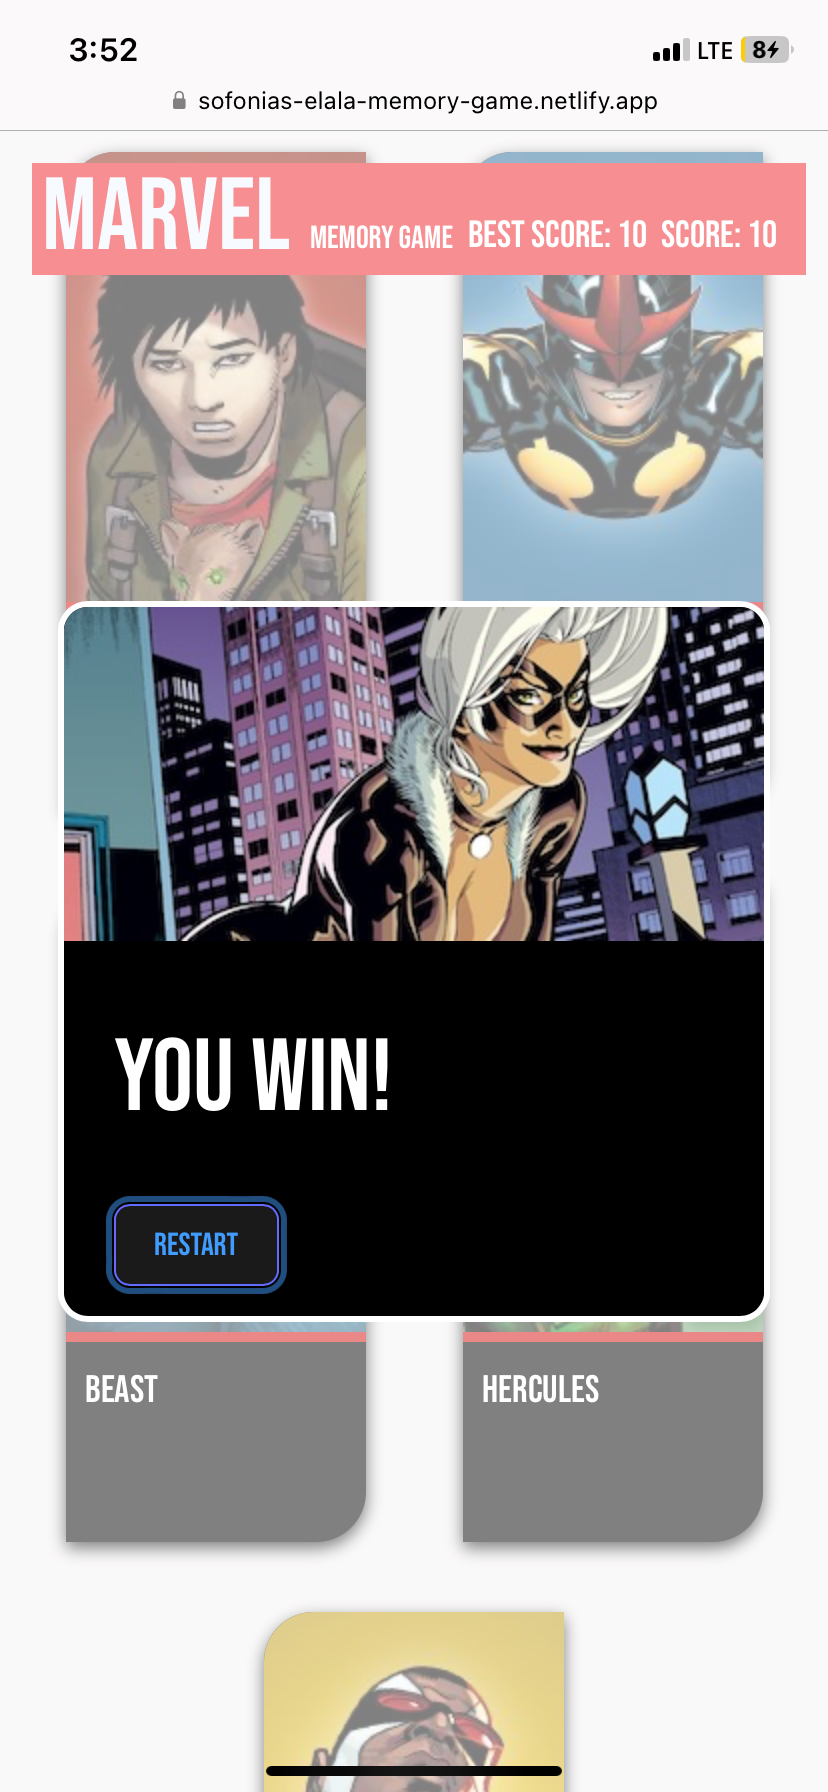 3:52
LTE 8
sofonias-elala-memory-game.netlify.app
MARVEL MEMORY GAME BEST SCORE: 10 SCORE: 10
YOU WIN!
RESTART
BEAST
HERCULES